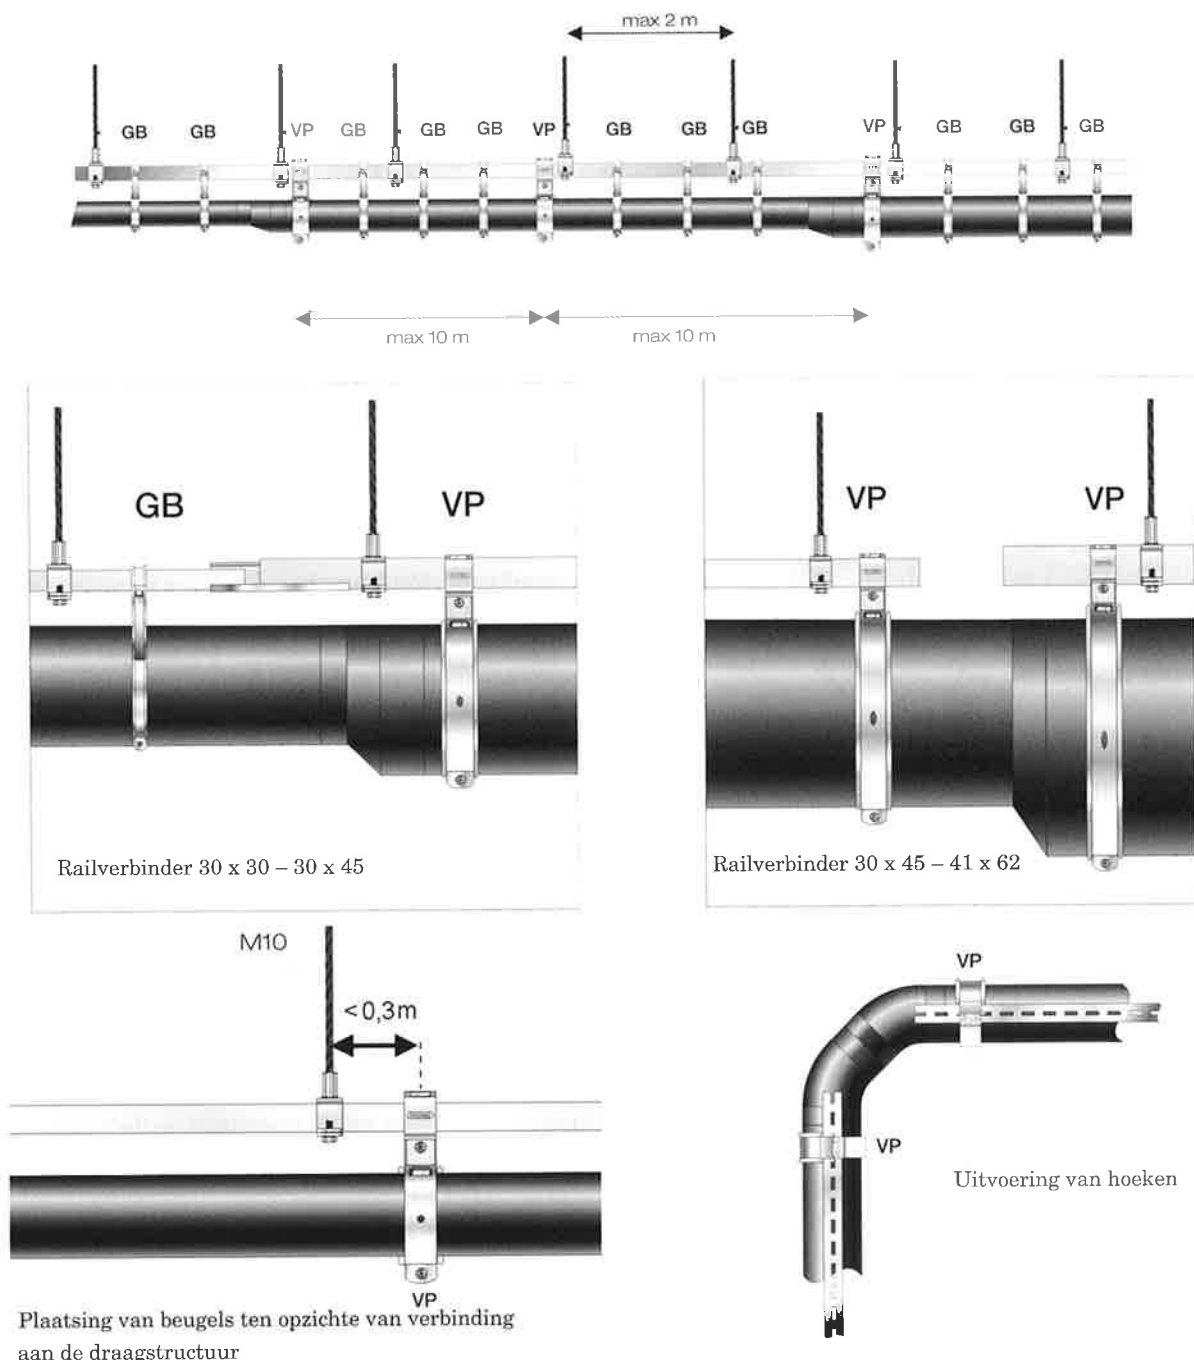 max 2 m
GB GB VP GB GB GB VP GB GB GB VP GB GB GB
max 10 m max 10 m
GB VP
Railverbinder 30 x 30 – 30 x 45
VP VP
Railverbinder 30 x 45 – 41 x 62
M10
<0,3m
VP
Plaatsing van beugels ten opzichte van verbinding
aan de draagstructuur
VP
VP
Uitvoering van hoeken